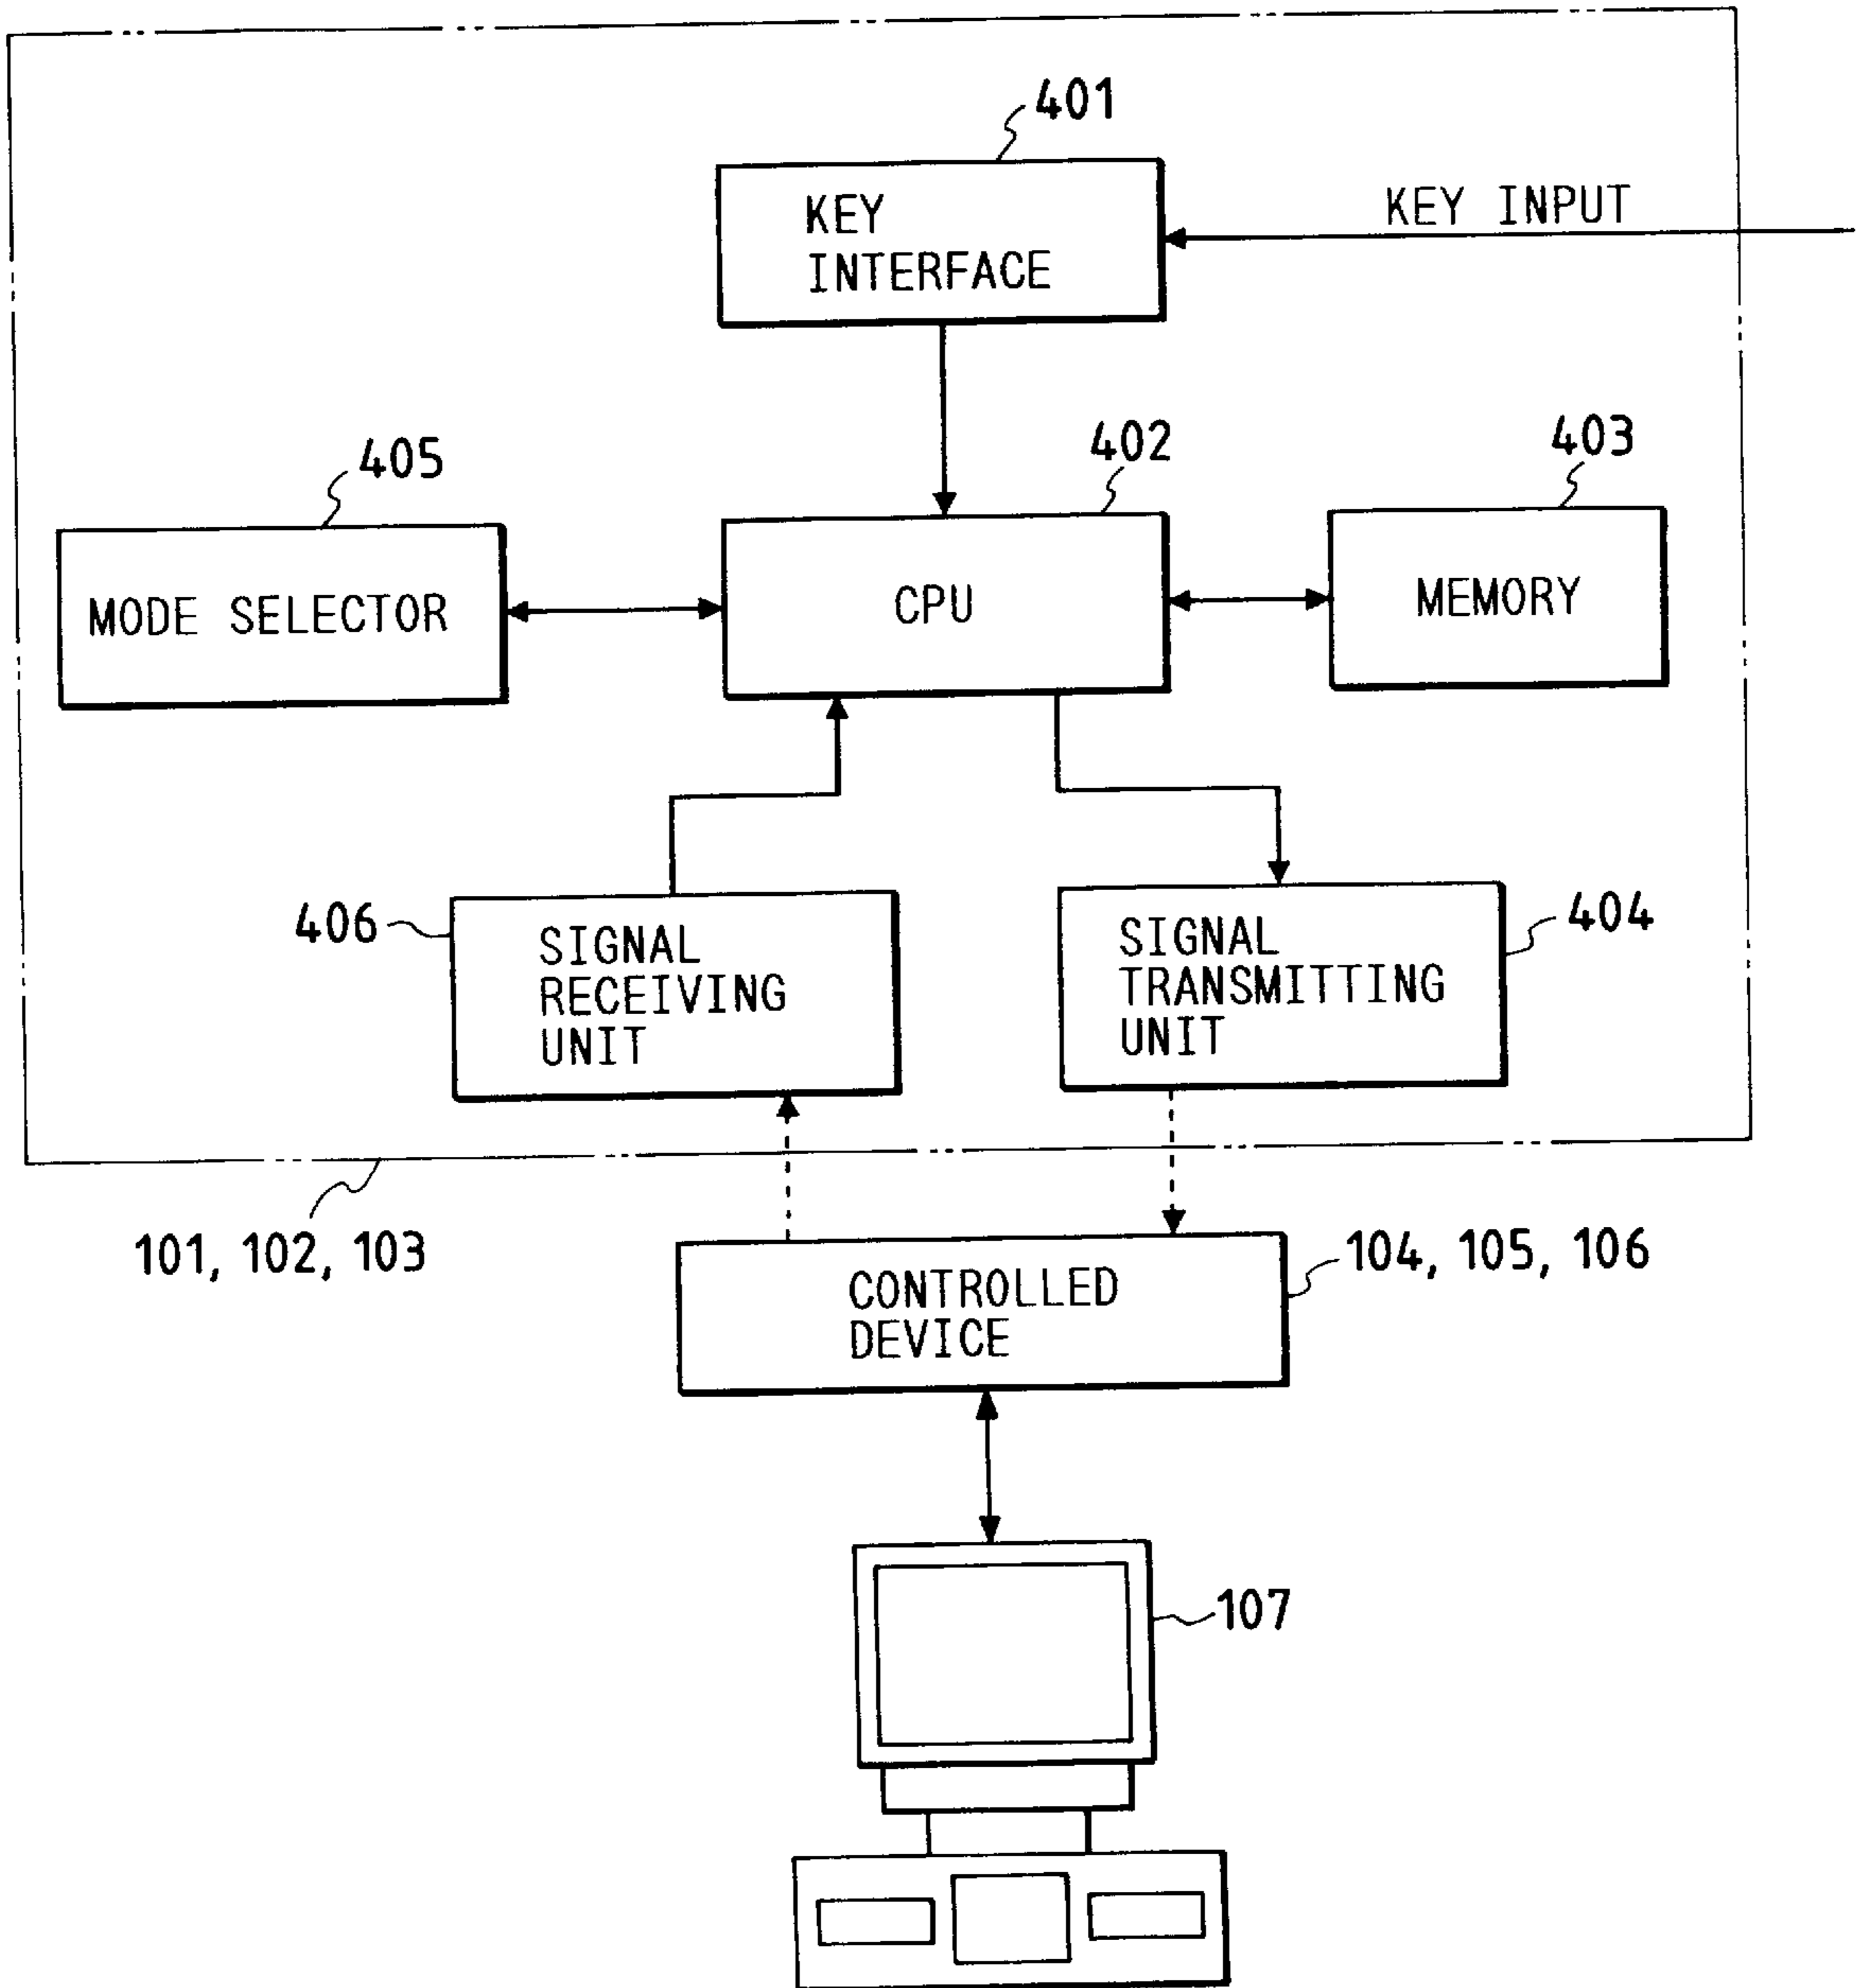 401
KEY
INTERFACE
KEY INPUT
405
402
403
MODE SELECTOR
CPU
MEMORY
406
SIGNAL
RECEIVING
UNIT
SIGNAL
TRANSMITTING
UNIT
404
101, 102, 103
CONTROLLED
DEVICE
104, 105, 106
107